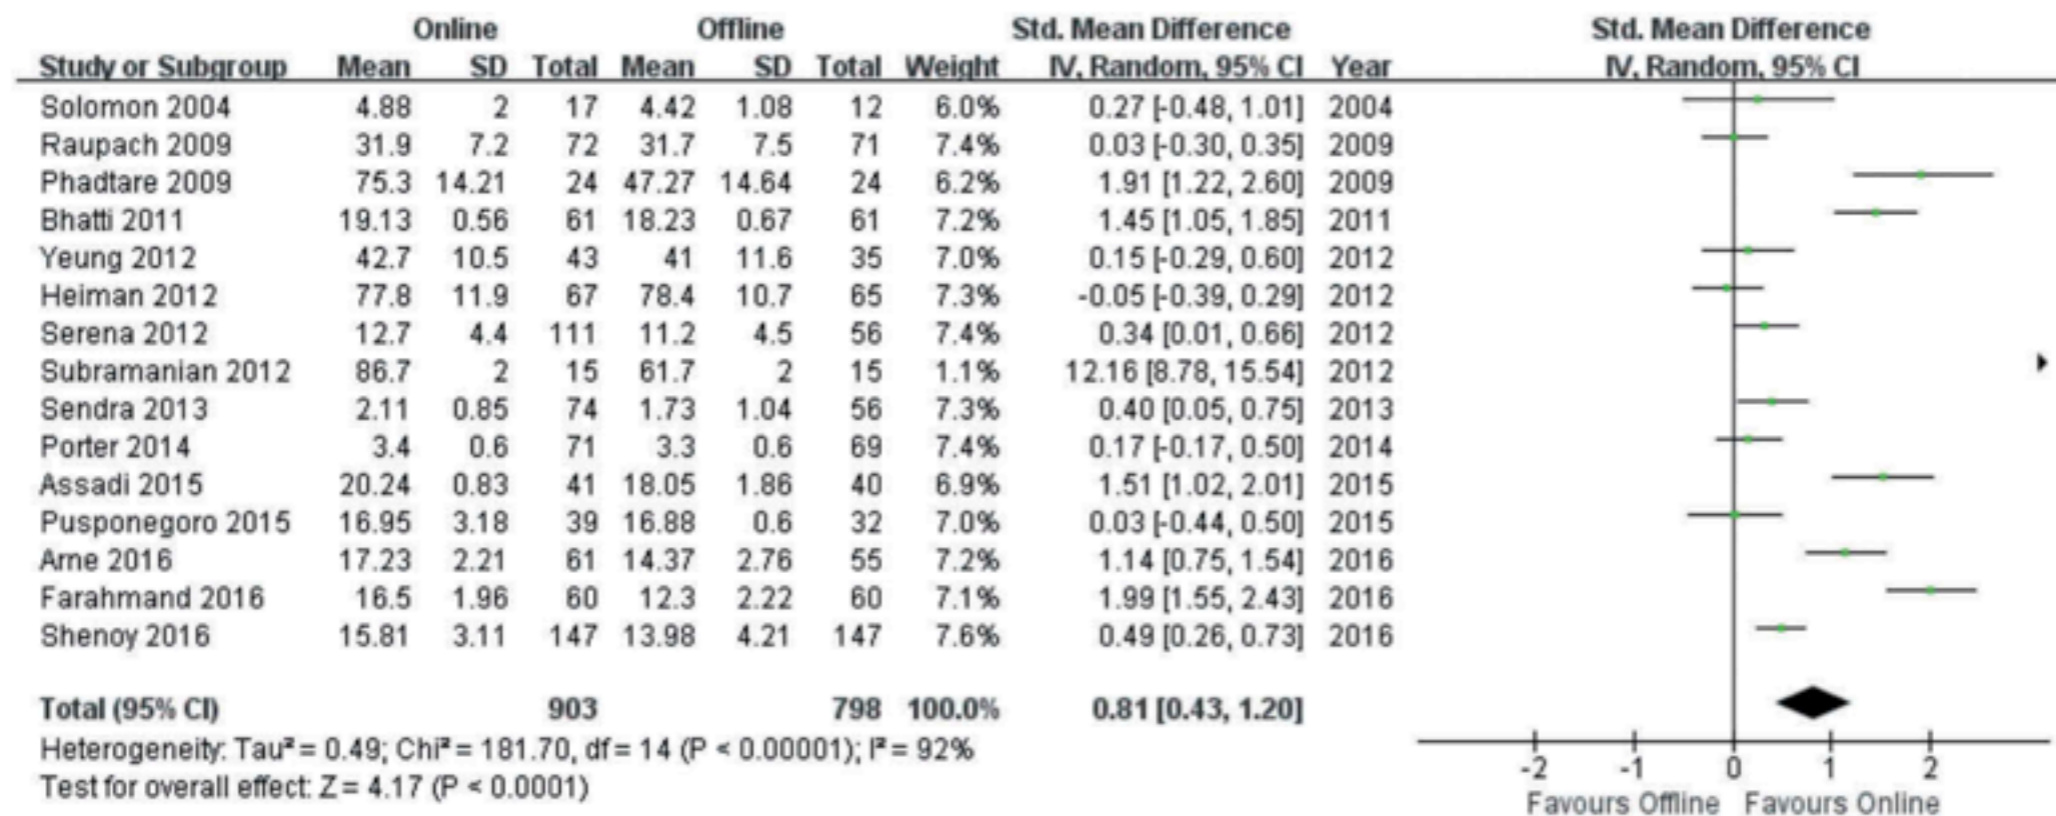 Online Offline Std. Mean Difference Std. Mean Difference
Study or Subgroup Mean SD Total Mean SD Total Weight IV, Random, 95% CI Year IV, Random, 95% CI
Solomon 2004 4.88 2 17 4.42 1.08 12 6.0% 0.27 [-0.48, 1.01] 2004
Raupach 2009 31.9 7.2 72 31.7 7.5 71 7.4% 0.03 [-0.30, 0.35] 2009
Phadtare 2009 75.3 14.21 24 47.27 14.64 24 6.2% 1.91 [1.22, 2.60] 2009
Bhatti 2011 19.13 0.56 61 18.23 0.67 61 7.2% 1.45 [1.05, 1.85] 2011
Yeung 2012 42.7 10.5 43 41 11.6 35 7.0% 0.15 [-0.29, 0.60] 2012
Heiman 2012 77.8 11.9 67 78.4 10.7 65 7.3% -0.05 [-0.39, 0.29] 2012
Serena 2012 12.7 4.4 111 11.2 4.5 56 7.4% 0.34 [0.01, 0.66] 2012
Subramanian 2012 86.7 2 15 61.7 2 15 1.1% 12.16 [8.78, 15.54] 2012
Sendra 2013 2.11 0.85 74 1.73 1.04 56 7.3% 0.40 [0.05, 0.75] 2013
Porter 2014 3.4 0.6 71 3.3 0.6 69 7.4% 0.17 [-0.17, 0.50] 2014
Assadi 2015 20.24 0.83 41 18.05 1.86 40 6.9% 1.51 [1.02, 2.01] 2015
Pusponegoro 2015 16.95 3.18 39 16.88 0.6 32 7.0% 0.03 [-0.44, 0.50] 2015
Arne 2016 17.23 2.21 61 14.37 2.76 55 7.2% 1.14 [0.75, 1.54] 2016
Farahmand 2016 16.5 1.96 60 12.3 2.22 60 7.1% 1.99 [1.55, 2.43] 2016
Shenoy 2016 15.81 3.11 147 13.98 4.21 147 7.6% 0.49 [0.26, 0.73] 2016
Total (95% CI) 903 798 100.0% 0.81 [0.43, 1.20]
Heterogeneity: Tau² = 0.49; Chi² = 181.70, df = 14 (P < 0.00001); I² = 92%
Test for overall effect: Z = 4.17 (P < 0.0001)
-2 -1 0 1 2
Favours Offline Favours Online